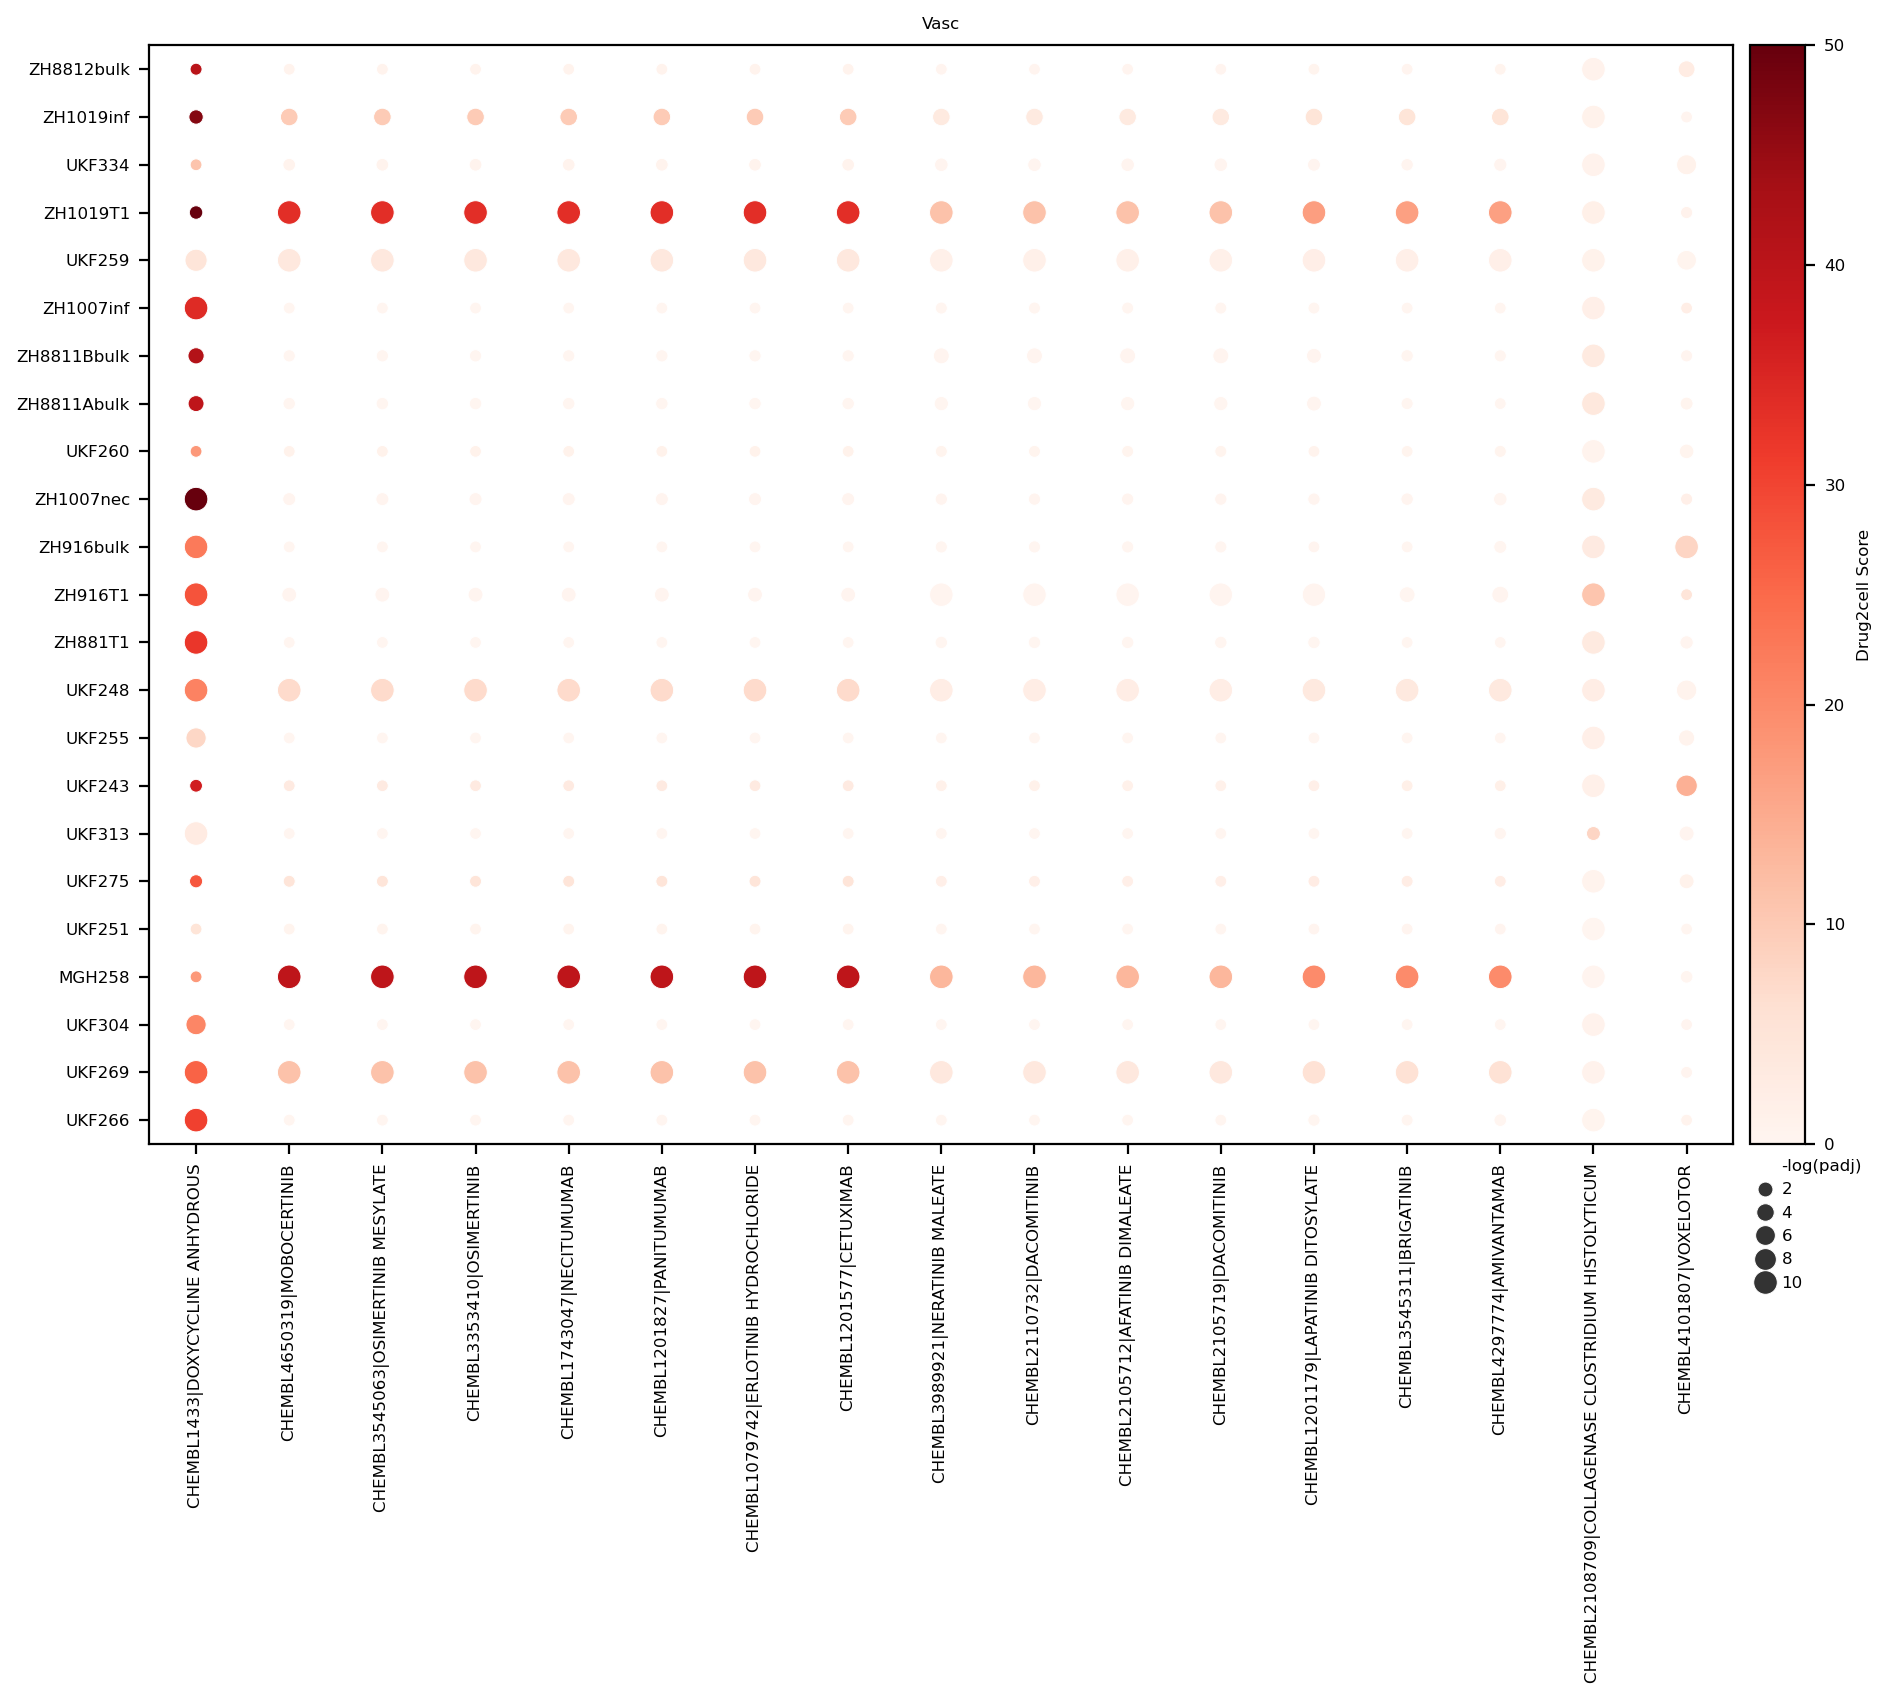 Vasc
ZH8812bulk
ZH1019inf
UKF334
ZH1019T1
UKF259
ZH1007inf
ZH8811Bbulk
ZH8811Abulk
UKF260
ZH1007nec
ZH916bulk
ZH916T1
ZH881T1
UKF248
UKF255
UKF243
UKF313
UKF275
UKF251
MGH258
UKF304
UKF269
UKF266
CHEMBL1433|DOXYCYCLINE ANHYDROUS
CHEMBL4650319|MOBOCERTINIB
CHEMBL3545063|OSIMERTINIB MESYLATE
CHEMBL3353410|OSIMERTINIB
CHEMBL1743047|NECITUMUMAB
CHEMBL1201827|PANITUMUMAB
CHEMBL1079742|ERLOTINIB HYDROCHLORIDE
CHEMBL1201577|CETUXIMAB
CHEMBL3989921|NERATINIB MALEATE
CHEMBL2110732|DACOMITINIB
CHEMBL2105712|AFATINIB DIMALEATE
CHEMBL2105719|DACOMITINIB
CHEMBL1201179|LAPATINIB DITOSYLATE
CHEMBL3545311|BRIGATINIB
CHEMBL4297774|AMIVANTAMAB
CHEMBL2108709|COLLAGENASE CLOSTRIDIUM HISTOLYTICUM
CHEMBL4101807|VOXELOTOR
50
40
30
20
10
0
Drug2cell Score
-log(padj)
2
4
6
8
10